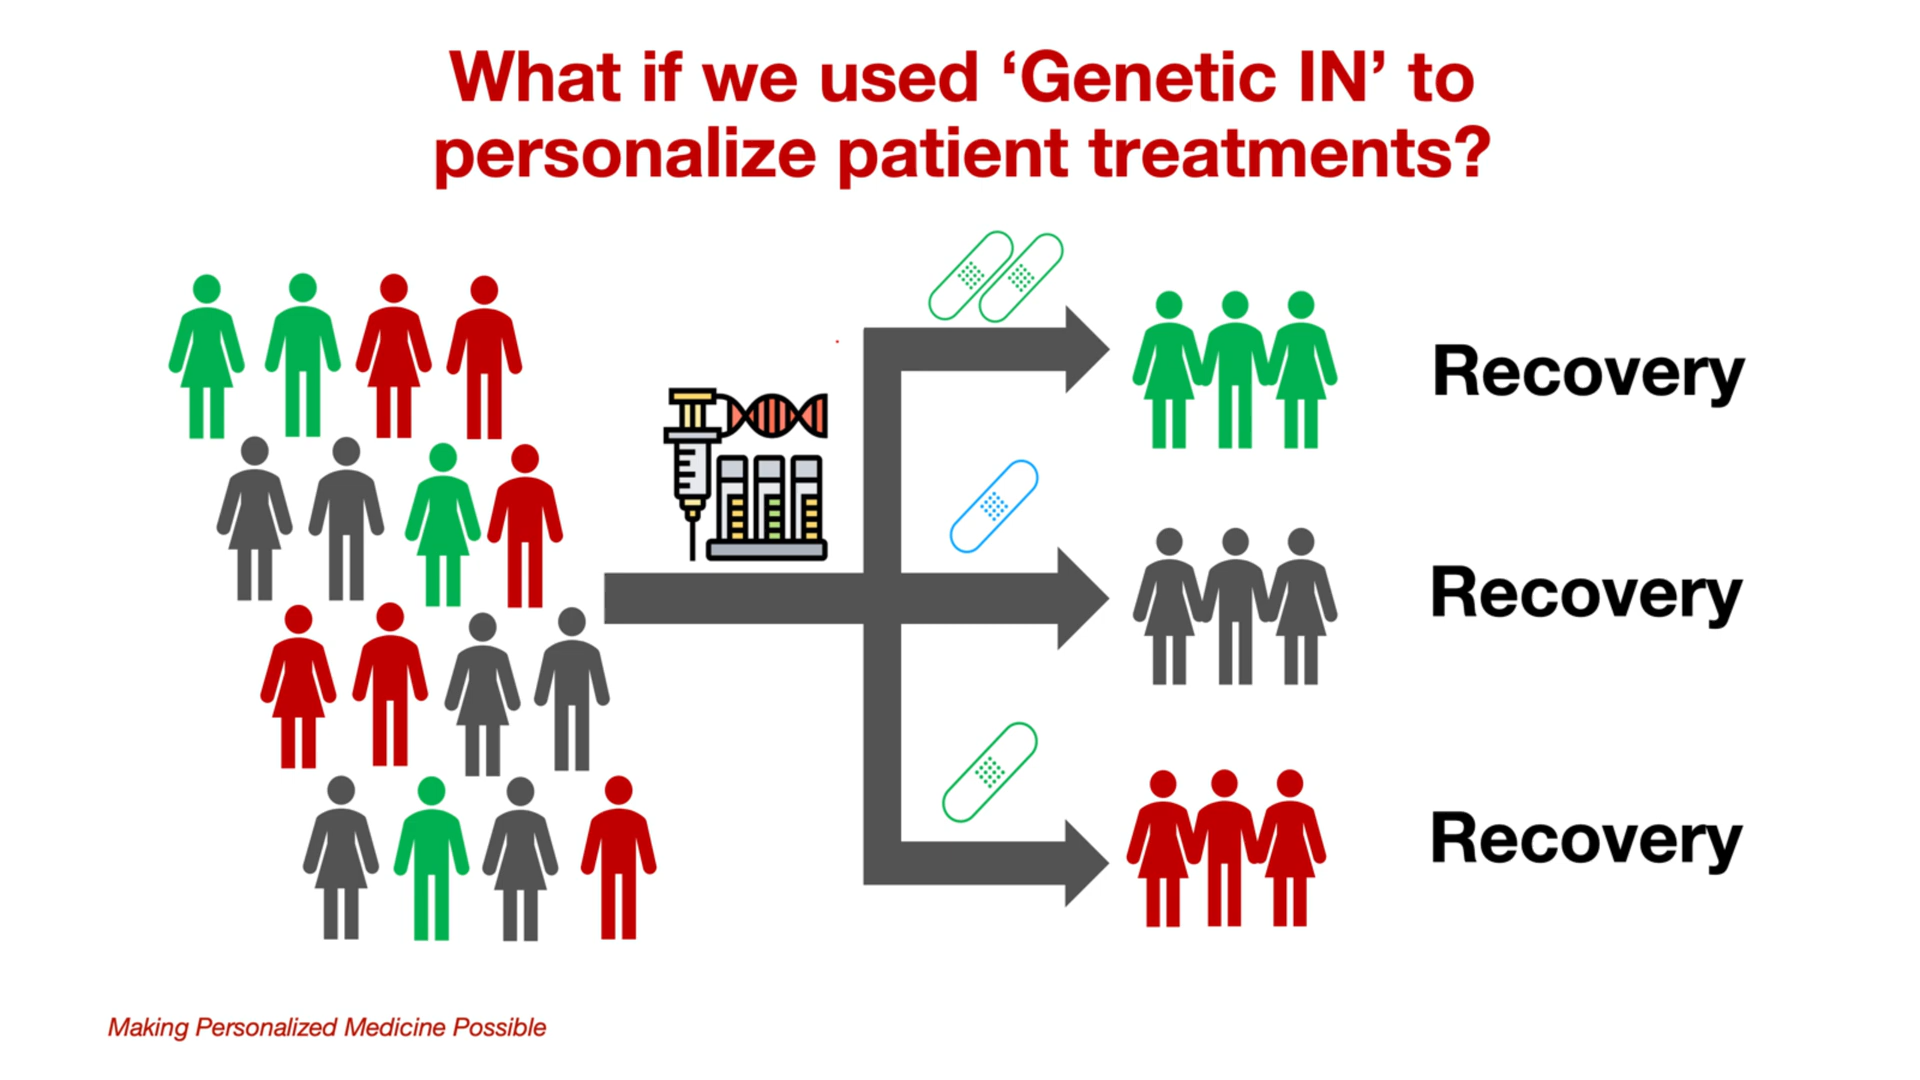 What if we used ‘Genetic IN’ to
personalize patient treatments?
Recovery
Recovery
Recovery
Making Personalized Medicine Possible